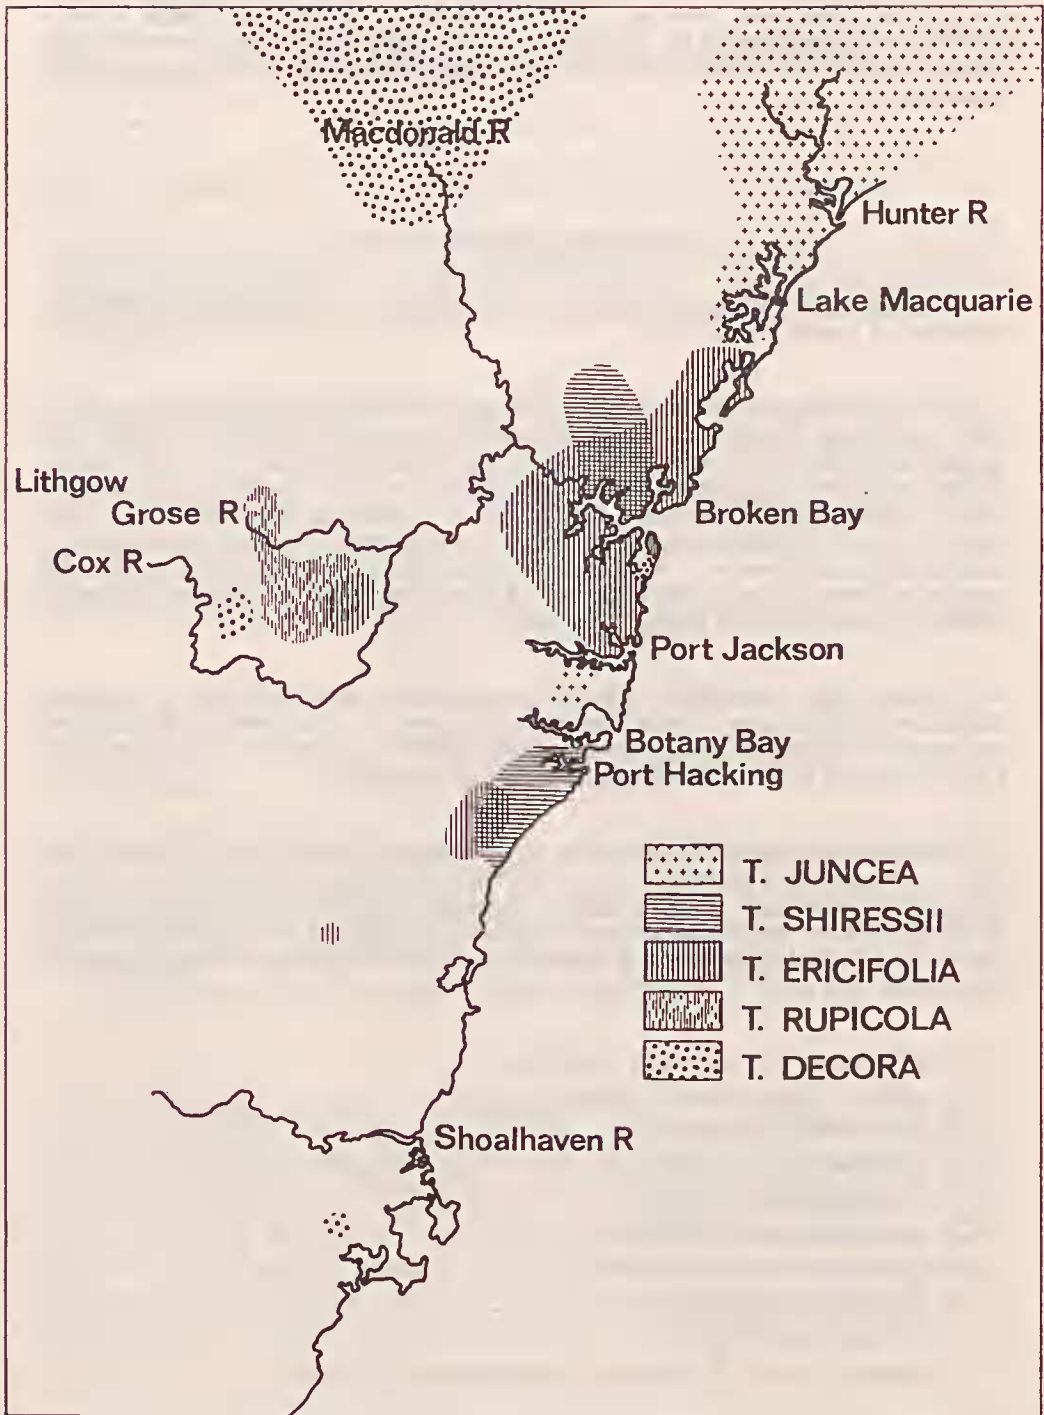 Macdonald R
Hunter R
Lake Macquarie
Lithgow
Grose R
Broken Bay
Cox R
Port Jackson
Botany Bay
Port Hacking
T. JUNCEA
T. SHIRESSII
T. ERICIFOLIA
T. RUPICOLA
T. DECORA
Shoalhaven R